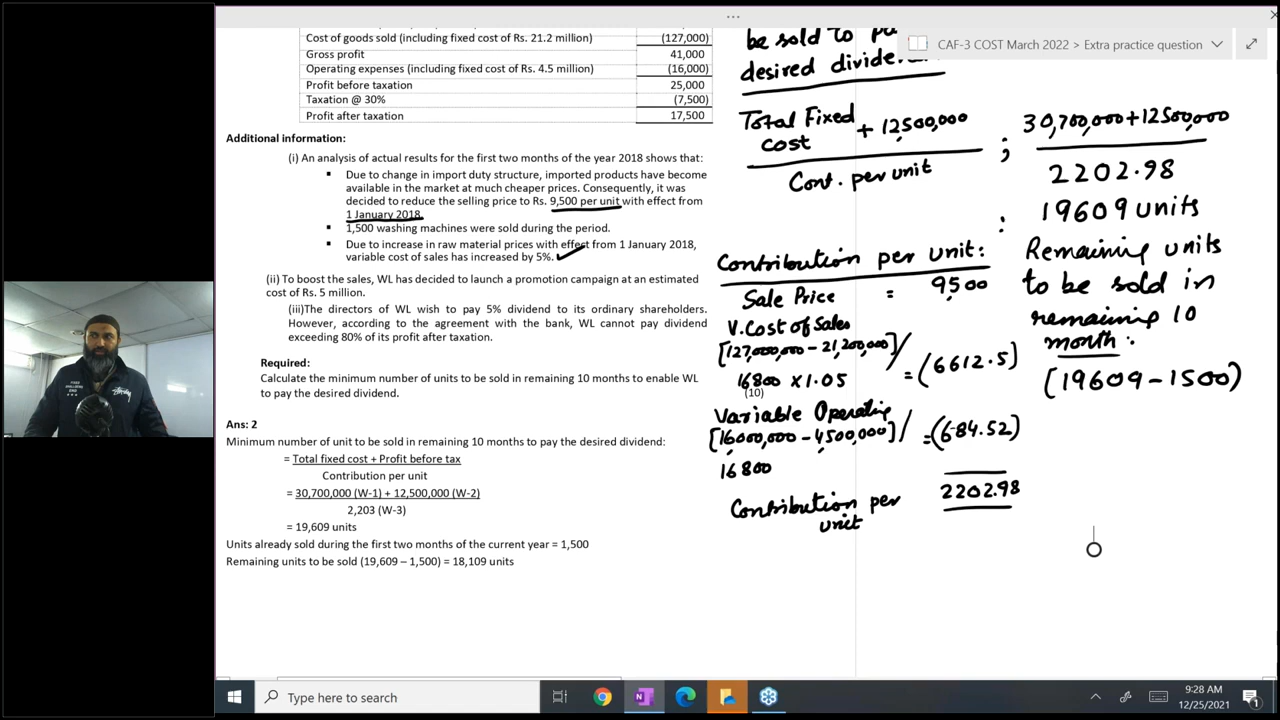 CAF-3 COST March 2022 > Extra practice question
Cost of goods sold (including fixed cost of Rs. 21.2 million) (127,000)
Gross profit 41,000
Operating expenses (including fixed cost of Rs. 4.5 million) (16,000)
Profit before taxation 25,000
Taxation @ 30% (7,500)
Profit after taxation 17,500
Additional information:
(i) An analysis of actual results for the first two months of the year 2018 shows that:
Due to change in import duty structure, imported products have become
available in the market at much cheaper prices. Consequently, it was
decided to reduce the selling price to Rs. 9,500 per unit with effect from
1 January 2018.
1,500 washing machines were sold during the period.
Due to increase in raw material prices with effect from 1 January 2018,
variable cost of sales has increased by 5%.
(ii) To boost the sales, WL has decided to launch a promotion campaign at an estimated
cost of Rs. 5 million.
(iii)The directors of WL wish to pay 5% dividend to its ordinary shareholders.
However, according to the agreement with the bank, WL cannot pay dividend
exceeding 80% of its profit after taxation.
Required:
Calculate the minimum number of units to be sold in remaining 10 months to enable WL
to pay the desired dividend.
(10)
Ans: 2
Minimum number of unit to be sold in remaining 10 months to pay the desired dividend:
= Total fixed cost + Profit before tax
Contribution per unit
= 30,700,000 (W-1) + 12,500,000 (W-2)
2,203 (W-3)
= 19,609 units
Units already sold during the first two months of the current year = 1,500
Remaining units to be sold (19,609 – 1,500) = 18,109 units
be sold to
desired
Total Fixed
cost + 12,500,000
Cont. per unit
; 30,700,000+12500,000
2202.98
: 19609 units
Contribution per unit:
Sale Price = 9,500
V. Cost of Sales
[127,000,000 - 21,200,000]/
16800 x 1.05 = (6612.5)
Variable Operating
[16,000,000 - 4,500,000]/ = (684.52)
16800
Contribution per
unit 2202.98
Remaining units
to be sold in
remaining 10
month :
(19609 - 1500)
Type here to search
9:28 AM
12/25/2021
1